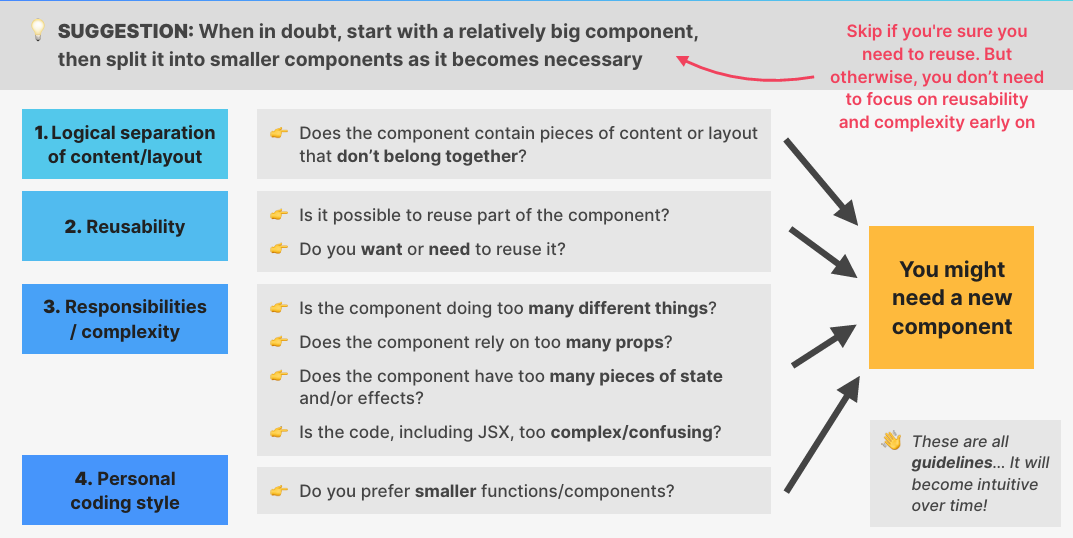 SUGGESTION: When in doubt, start with a relatively big component,
then split it into smaller components as it becomes necessary
Skip if you're sure you
need to reuse. But
otherwise, you don’t need
to focus on reusability
and complexity early on
1. Logical separation
of content/layout
Does the component contain pieces of content or layout
that don’t belong together?
2. Reusability
Is it possible to reuse part of the component?
Do you want or need to reuse it?
3. Responsibilities
/ complexity
Is the component doing too many different things?
Does the component rely on too many props?
Does the component have too many pieces of state
and/or effects?
Is the code, including JSX, too complex/confusing?
4. Personal
coding style
Do you prefer smaller functions/components?
You might
need a new
component
These are all
guidelines… It will
become intuitive
over time!